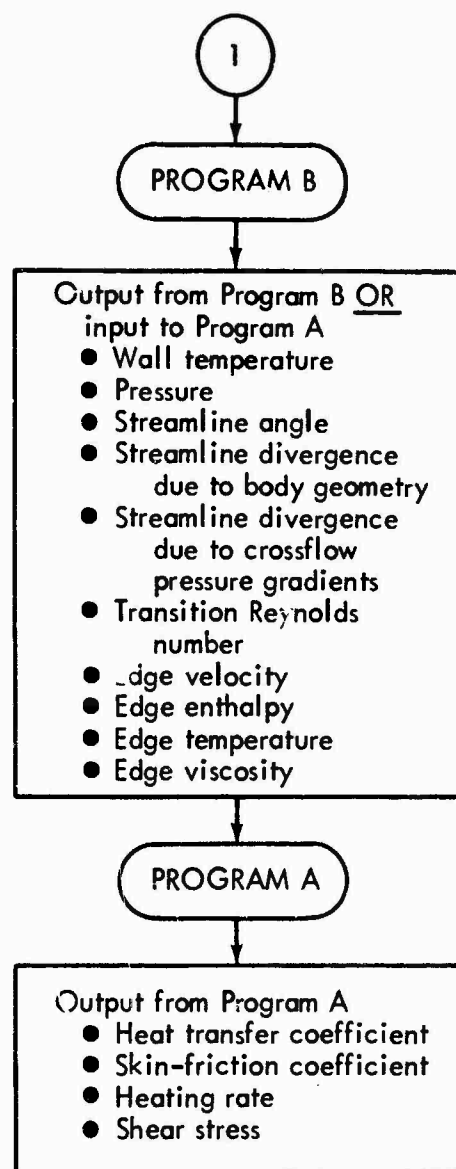 1
PROGRAM B
Output from Program B OR
input to Program A
● Wall temperature
● Pressure
● Streamline angle
● Streamline divergence
due to body geometry
● Streamline divergence
due to crossflow
pressure gradients
● Transition Reynolds
number
● Edge velocity
● Edge enthalpy
● Edge temperature
● Edge viscosity
PROGRAM A
Output from Program A
● Heat transfer coefficient
● Skin-friction coefficient
● Heating rate
● Shear stress